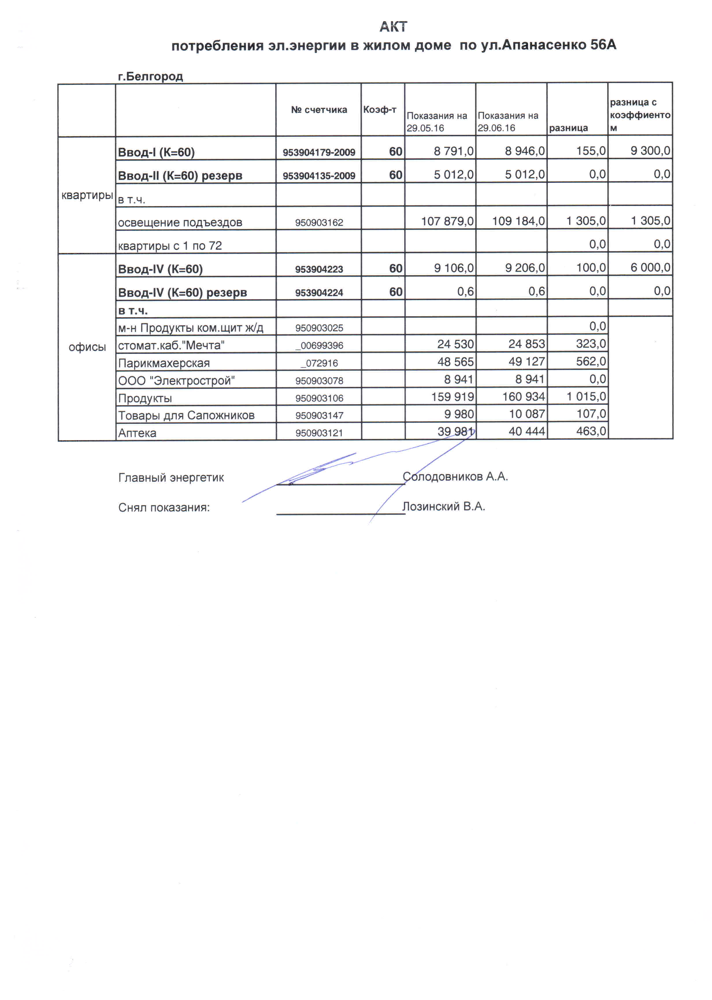 АКТ
потребления эл.энергии в жилом доме по ул.Апанасенко 56А
г.Белгород
№ счетчика Коэф-т Показания на 29.05.16 Показания на 29.06.16 разница разница с коэффиенто м
квартиры
Ввод-I (К=60) 953904179-2009 60 8 791,0 8 946,0 155,0 9 300,0
Ввод-II (К=60) резерв 953904135-2009 60 5 012,0 5 012,0 0,0 0,0
в т.ч.
освещение подъездов 950903162 107 879,0 109 184,0 1 305,0 1 305,0
квартиры с 1 по 72 0,0 0,0
офисы
Ввод-IV (К=60) 953904223 60 9 106,0 9 206,0 100,0 6 000,0
Ввод-IV (К=60) резерв 953904224 60 0,6 0,6 0,0 0,0
в т.ч.
м-н Продукты ком.щит ж/д 950903025 0,0
стомат.каб."Мечта" _00699396 24 530 24 853 323,0
Парикмахерская _072916 48 565 49 127 562,0
ООО "Электрострой" 950903078 8 941 8 941 0,0
Продукты 950903106 159 919 160 934 1 015,0
Товары для Сапожников 950903147 9 980 10 087 107,0
Аптека 950903121 39 981 40 444 463,0
Главный энергетик Солодовников А.А.
Снял показания: Лозинский В.А.